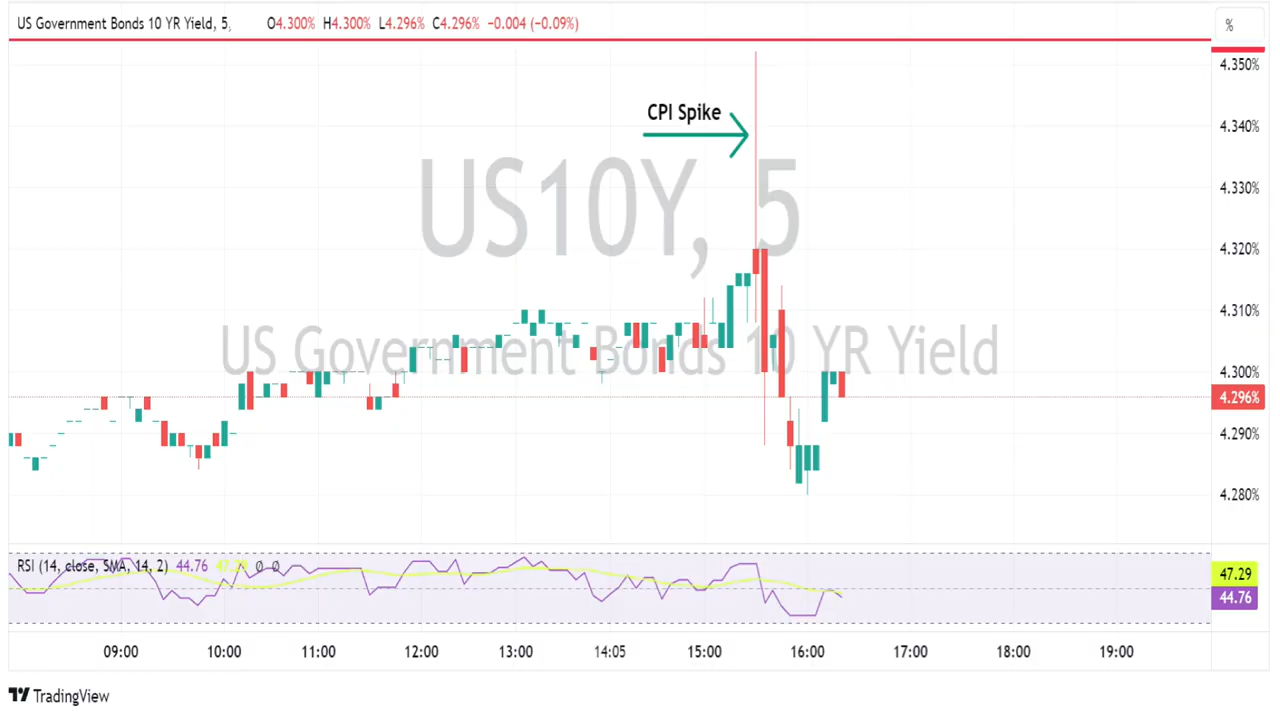 US Government Bonds 10 YR Yield, 5, O4.300% H4.300% L4.296% C4.296% −0.004 (−0.09%)
%
4.350%
CPI Spike
4.340%
US10Y, 5
4.330%
4.320%
4.310%
US Government Bonds 10 YR Yield
4.300%
4.296%
4.290%
4.280%
RSI (14, close, SMA, 14, 2) 44.76 47.29 0 0
47.29
44.76
09:00 10:00 11:00 12:00 13:00 14:05 15:00 16:00 17:00 18:00 19:00
TradingView